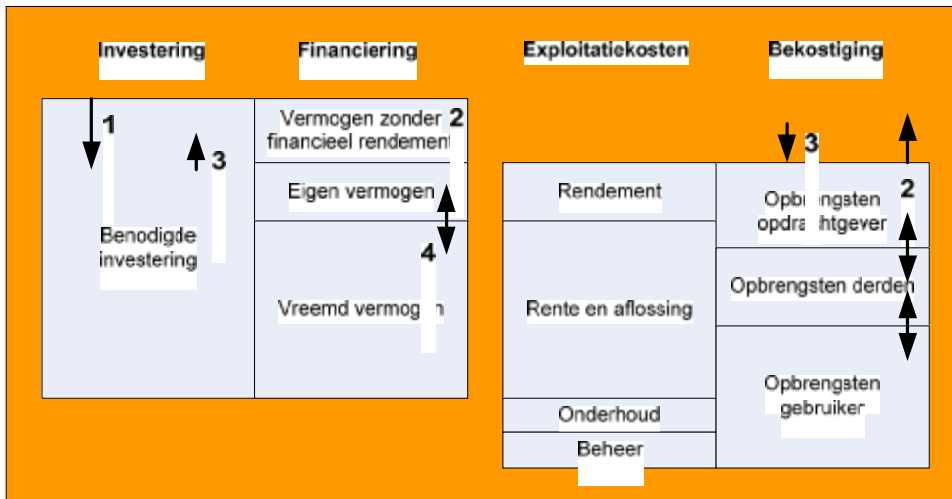 Investering
Financiering
Exploitatiekosten
Bekostiging
1
3
Benodigde
investering
Vermogen zonder
financieel rendement
2
Eigen vermogen
4
Vreemd vermogen
Rendement
Rente en aflossing
Onderhoud
Beheer
3
2
Opbrengsten
opdrachtgever
Opbrengsten derden
Opbrengsten
gebruiker